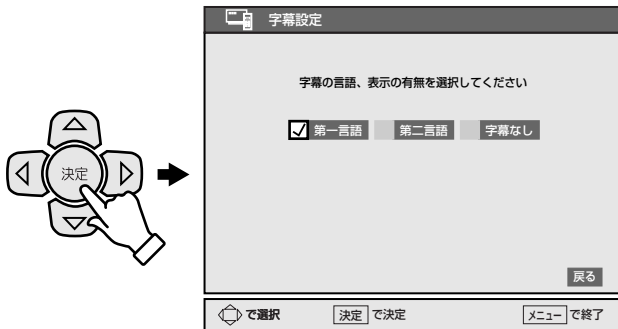 字幕設定
字幕の言語、表示の有無を選択してください
第一言語 第二言語 字幕なし
決定
戻る
で選択 決定 で決定 メニュー で終了